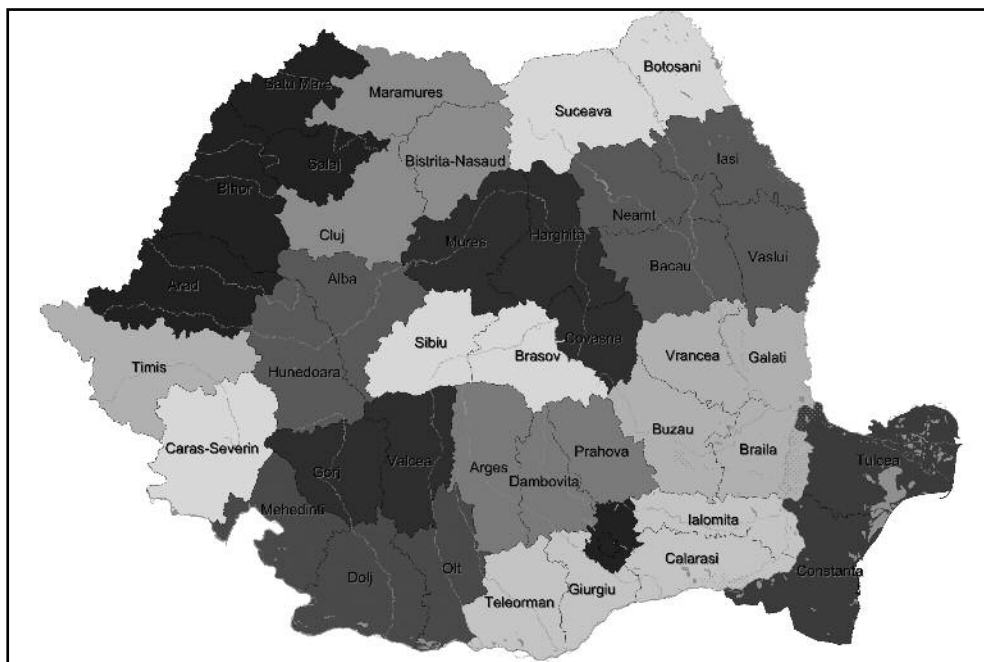 Botosani
Satu Mare
Maramures
Suceava
Iasi
Salaj
Bistrita-Nasaud
Bihor
Neamt
Cluj
Mures
Harghita
Bacau
Vaslui
Alba
Arad
Sibiu
Covasna
Brasov
Vrancea
Galati
Timis
Hunedoara
Buzau
Caras-Severin
Braila
Prahova
Valcea
Tulcea
Gorj
Arges
Dambovita
Mehedinti
Ialomita
Calarasi
Olt
Constanta
Dolj
Giurgiu
Teleorman